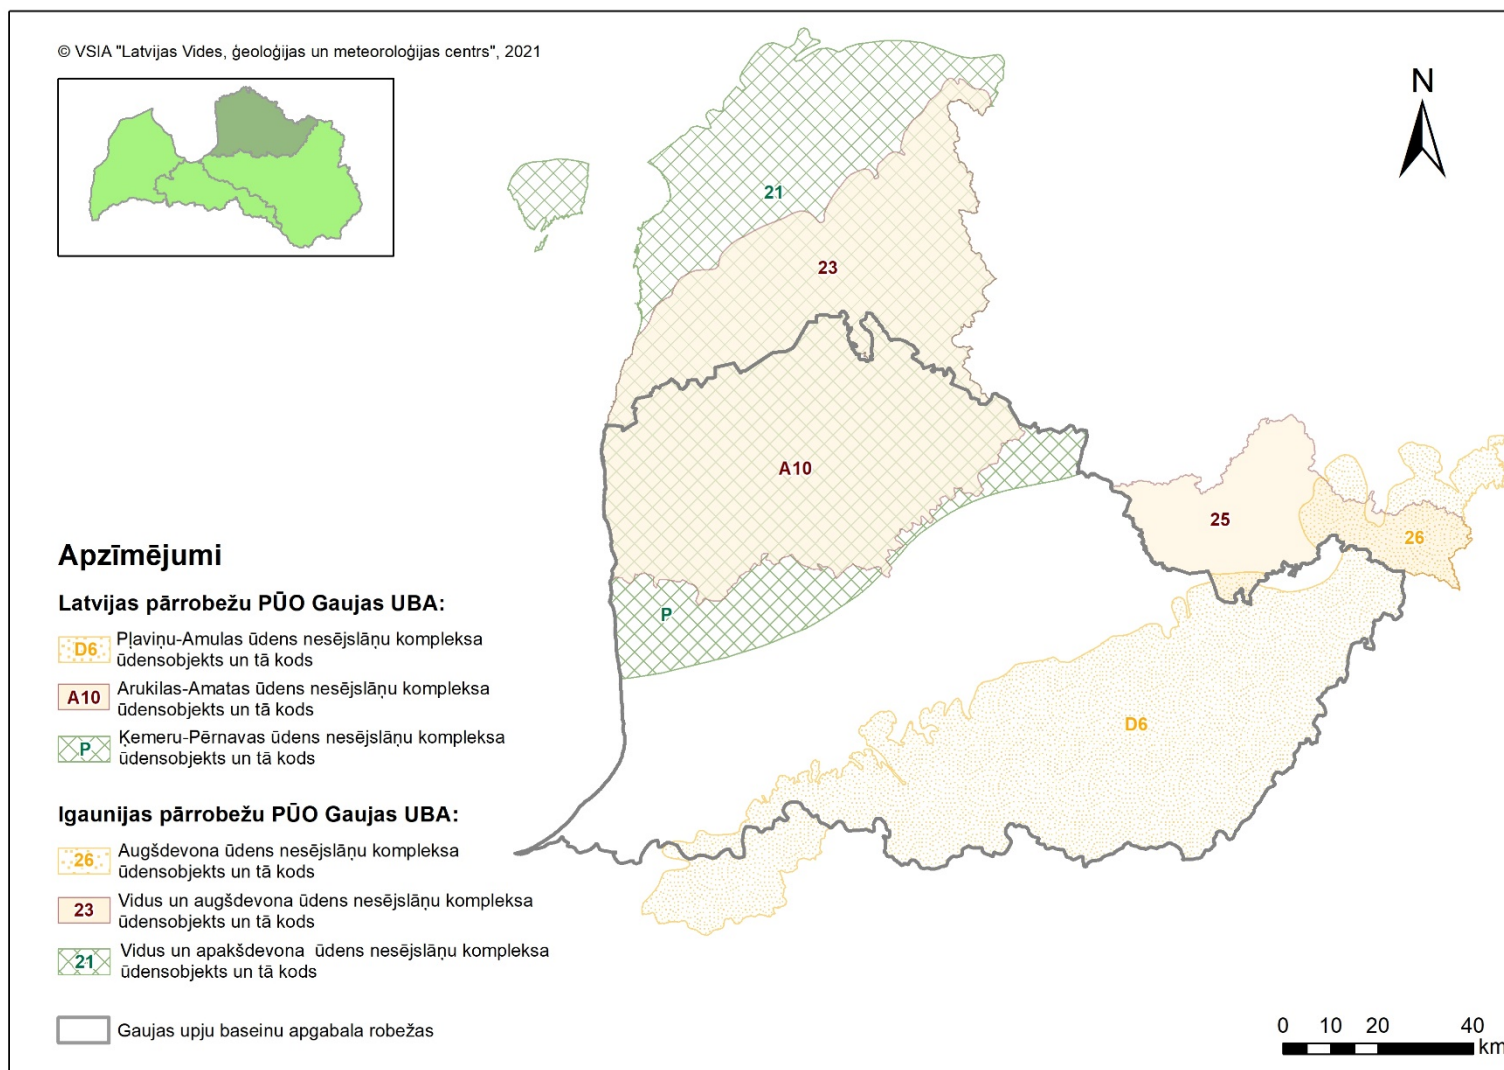 © VSIA "Latvijas Vides, ģeoloģijas un meteoroloģijas centrs", 2021
N
21
23
A10
25
26
P
D6
Apzīmējumi
Latvijas pārrobežu PŪO Gaujas UBA:
D6 Pļaviņu-Amulas ūdens nesējslāņu kompleksa
ūdensobjekts un tā kods
A10 Arukilas-Amatas ūdens nesējslāņu kompleksa
ūdensobjekts un tā kods
P Ķemeru-Pērnavas ūdens nesējslāņu kompleksa
ūdensobjekts un tā kods
Igaunijas pārrobežu PŪO Gaujas UBA:
26 Augšdevona ūdens nesējslāņu kompleksa
ūdensobjekts un tā kods
23 Vidus un augšdevona ūdens nesējslāņu kompleksa
ūdensobjekts un tā kods
21 Vidus un apakšdevona ūdens nesējslāņu kompleksa
ūdensobjekts un tā kods
Gaujas upju baseinu apgabala robežas
0 10 20 40
km